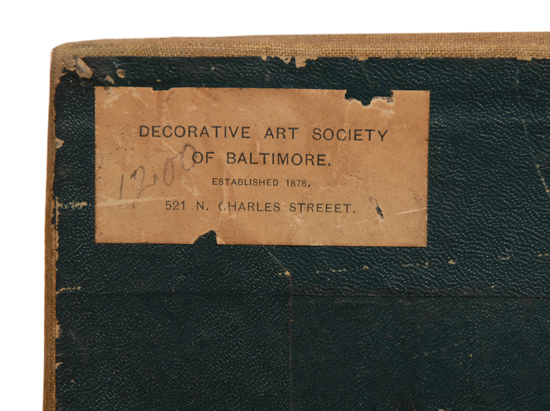 DECORATIVE ART SOCIETY
OF BALTIMORE.
12.00
ESTABLISHED 1878.
521 N. CHARLES STREEET.